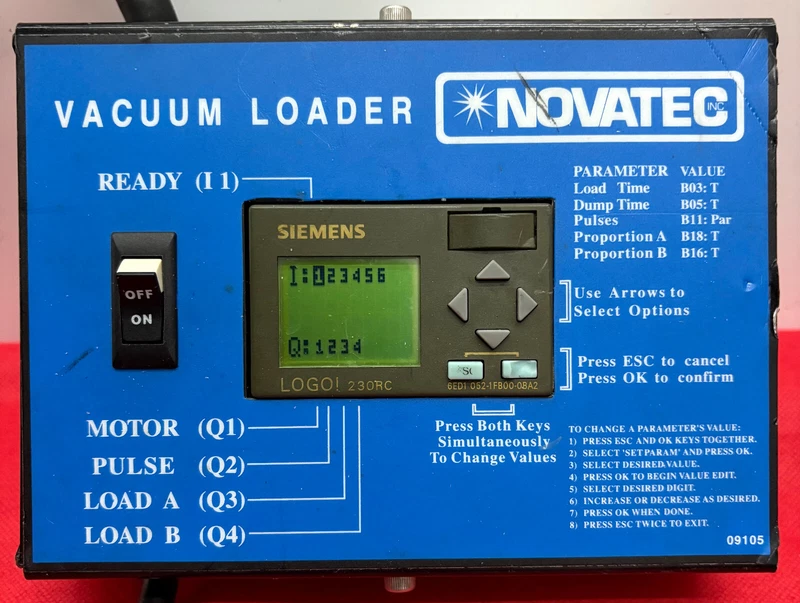 VACUUM LOADER
NOVATEC INC
READY (I 1)
PARAMETER VALUE
Load Time B03: T
Dump Time B05: T
Pulses B11: Par
Proportion A B18: T
Proportion B B16: T
OFF
ON
SIEMENS
I:123456
Q:1234
LOGO! 230RC
6ED1 052-1FB00-0BA2
Use Arrows to
Select Options
Press ESC to cancel
Press OK to confirm
MOTOR (Q1)
PULSE (Q2)
LOAD A (Q3)
LOAD B (Q4)
Press Both Keys
Simultaneously
To Change Values
TO CHANGE A PARAMETER'S VALUE:
1) PRESS ESC AND OK KEYS TOGETHER.
2) SELECT 'SET PARAM' AND PRESS OK.
3) SELECT DESIRED VALUE.
4) PRESS OK TO BEGIN VALUE EDIT.
5) SELECT DESIRED DIGIT.
6) INCREASE OR DECREASE AS DESIRED.
7) PRESS OK WHEN DONE.
8) PRESS ESC TWICE TO EXIT.
09105